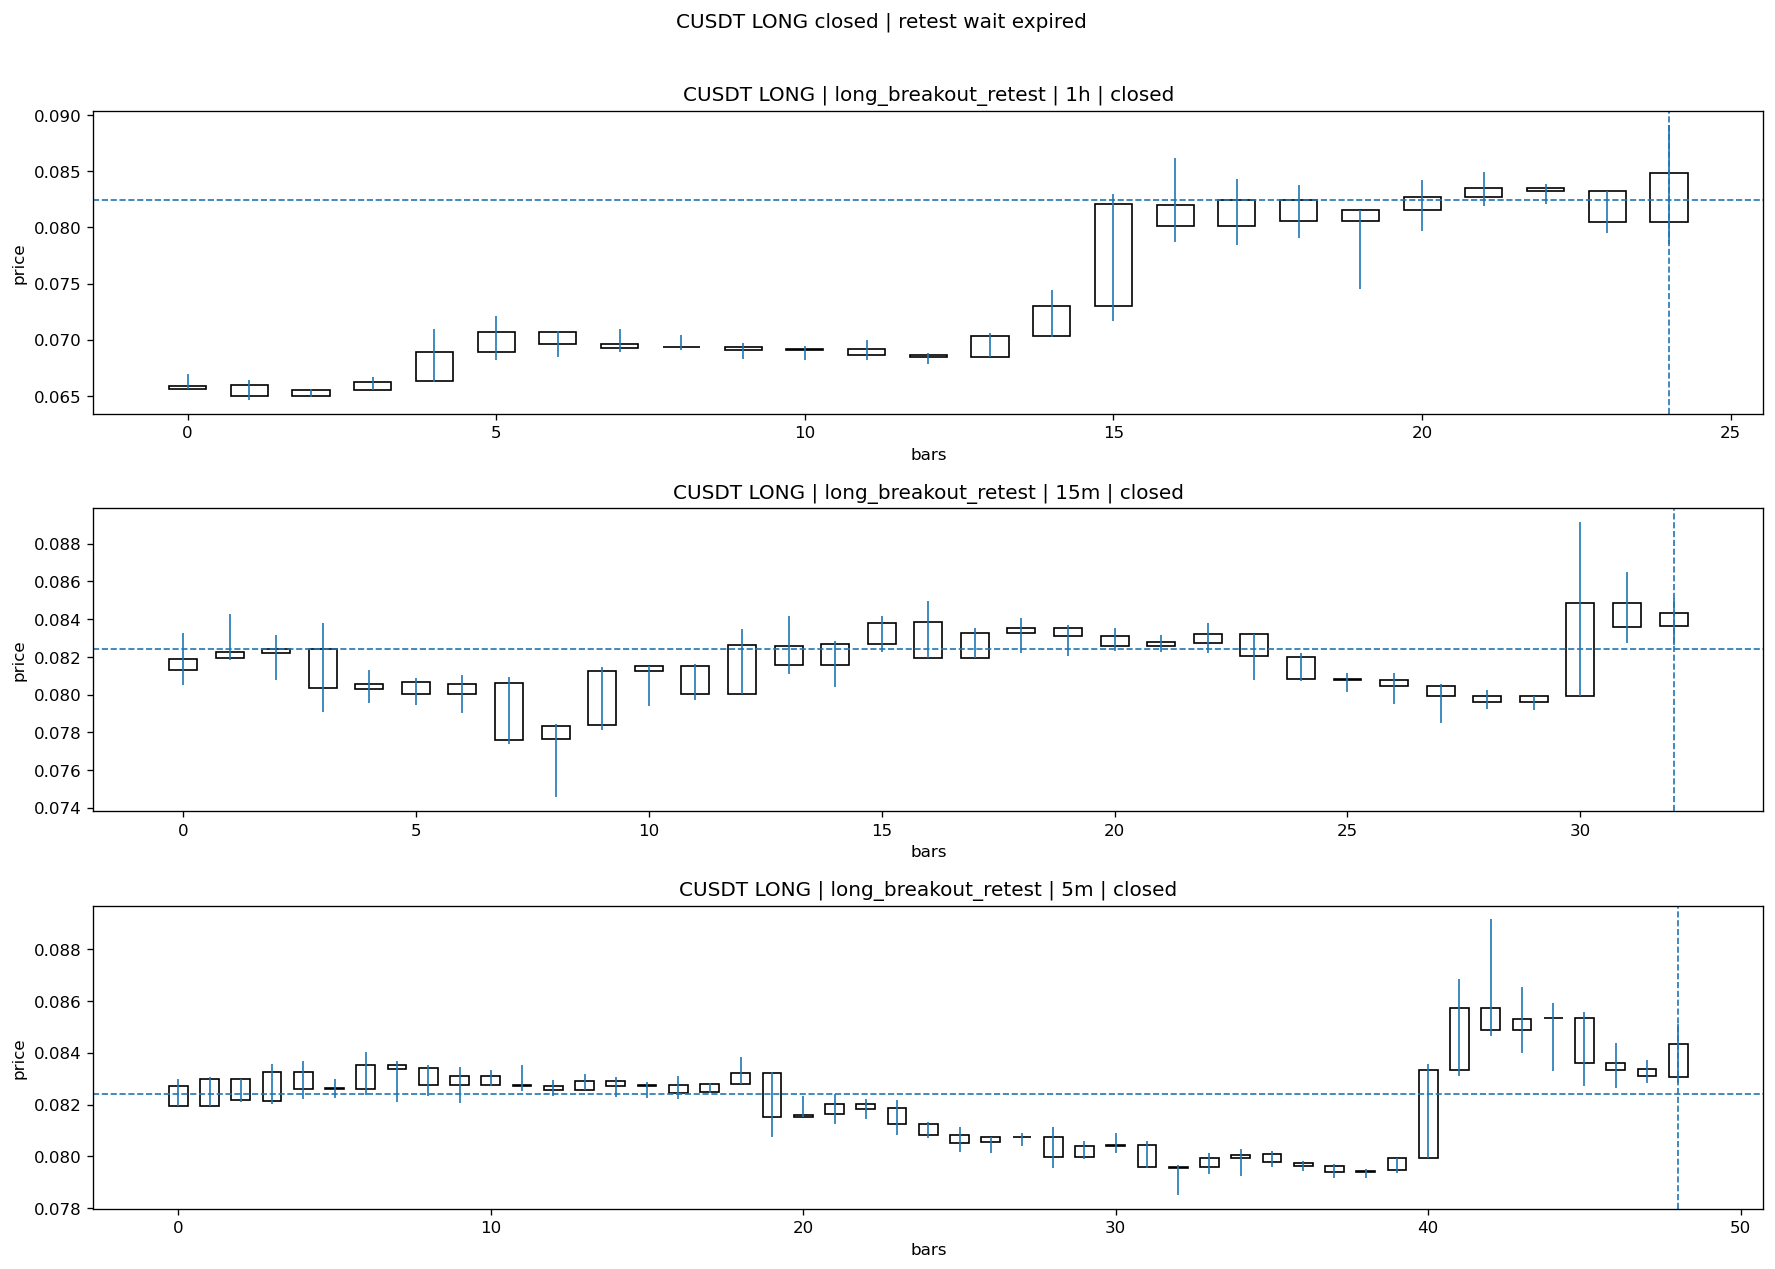 CUSDT LONG closed | retest wait expired
CUSDT LONG | long_breakout_retest | 1h | closed
0.090
0.085
0.080
0.075
0.070
0.065
price
0 5 10 15 20 25
bars
CUSDT LONG | long_breakout_retest | 15m | closed
0.088
0.086
0.084
0.082
0.080
0.078
0.076
0.074
price
0 5 10 15 20 25 30
bars
CUSDT LONG | long_breakout_retest | 5m | closed
0.088
0.086
0.084
0.082
0.080
0.078
price
0 10 20 30 40 50
bars